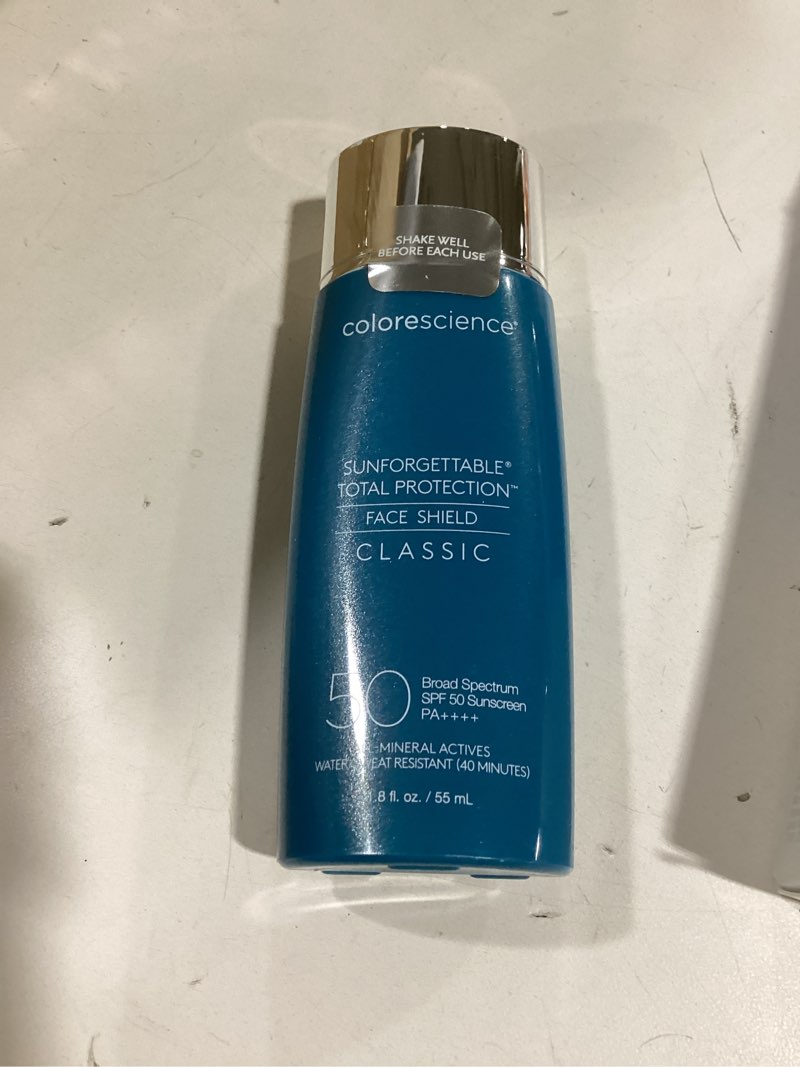 SHAKE WELL
BEFORE EACH USE
colorescience®
SUNFORGETTABLE®
TOTAL PROTECTION™
FACE SHIELD
CLASSIC
50
Broad Spectrum
SPF 50 Sunscreen
PA++++
-MINERAL ACTIVES
RESISTANT (40 MINUTES)
8 fl. oz. / 55 mL